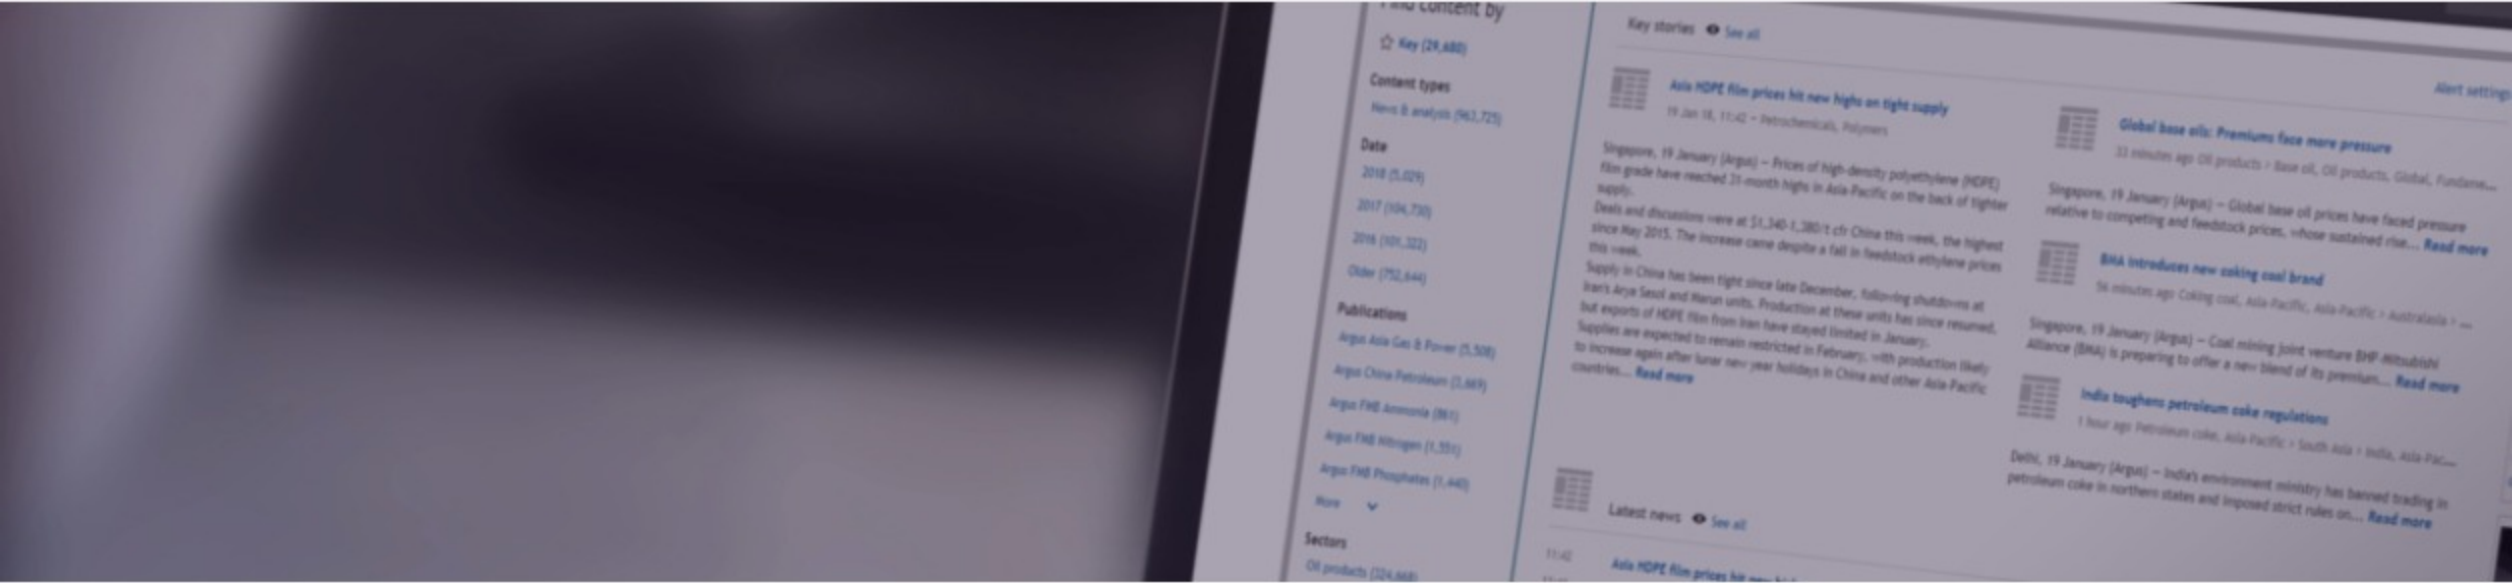 Find content by
Key (29,680)
Content types
News & analysis (963,725)
Date
2018 (5,029)
2017 (104,730)
2016 (101,322)
Older (752,644)
Publications
Argus Asia Gas & Power (5,508)
Argus China Petroleum (3,669)
Argus FMB Ammonia (861)
Argus FMB Nitrogen (1,351)
Argus FMB Phosphates (1,440)
More
Sectors
Oil products (324,668)
Key stories See all
Asia HDPE film prices hit new highs on tight supply
19 Jan 18, 11:42 – Petrochemicals, Polymers
Singapore, 19 January (Argus) — Prices of high-density polyethylene (HDPE)
film grade have reached 31-month highs in Asia-Pacific on the back of tighter
supply.
Deals and discussions were at $1,340-1,380/t cfr China this week, the highest
since May 2015. The increase came despite a fall in feedstock ethylene prices
this week.
Supply in China has been tight since late December, following shutdowns at
Iran's Arya Sasol and Marun units. Production at these units has since resumed,
but exports of HDPE film from Iran have stayed limited in January.
Supplies are expected to remain restricted in February, with production likely
to increase again after lunar new year holidays in China and other Asia-Pacific
countries... Read more
Latest news See all
11:42
Asia HDPE film prices hit new
Alert settings
Global base oils: Premiums face more pressure
33 minutes ago Oil products > Base oil, Oil products, Global, Fundame...
Singapore, 19 January (Argus) — Global base oil prices have faced pressure
relative to competing and feedstock prices, whose sustained rise... Read more
BMA introduces new coking coal brand
56 minutes ago Coking coal, Asia-Pacific, Asia-Pacific > Australasia > ...
Singapore, 19 January (Argus) — Coal mining joint venture BHP-Mitsubishi
Alliance (BMA) is preparing to offer a new blend of its premium... Read more
India toughens petroleum coke regulations
1 hour ago Petroleum coke, Asia-Pacific > South Asia > India, Asia-Pac...
Delhi, 19 January (Argus) — India's environment ministry has banned trading in
petroleum coke in northern states and imposed strict rules on... Read more